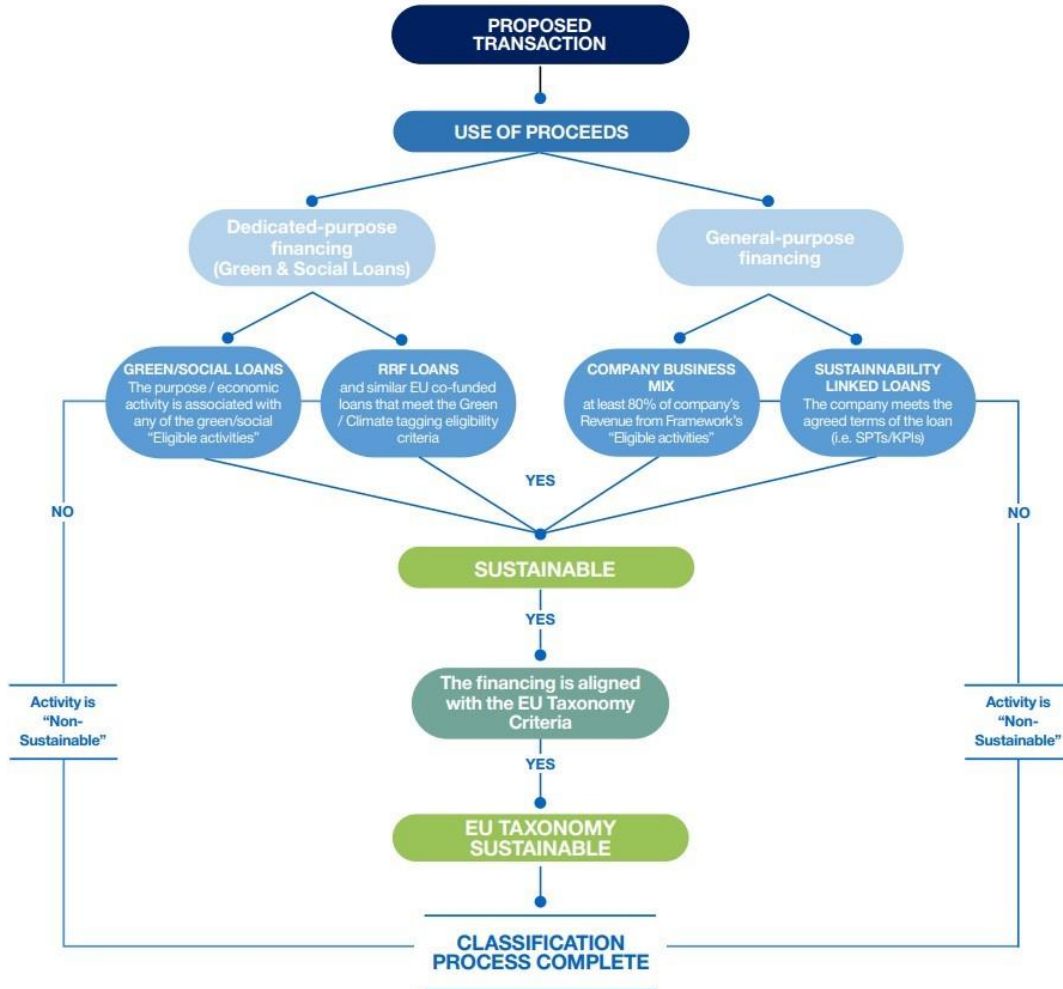 PROPOSED
TRANSACTION
USE OF PROCEEDS
Dedicated-purpose
financing
(Green & Social Loans)
General-purpose
financing
GREEN/SOCIAL LOANS
The purpose / economic
activity is associated with
any of the green/social
“Eligible activities”
RRF LOANS
and similar EU co-funded
loans that meet the Green
/ Climate tagging eligibility
criteria
COMPANY BUSINESS
MIX
at least 80% of company’s
Revenue from Framework’s
“Eligible activities”
SUSTAINNABILITY
LINKED LOANS
The company meets the
agreed terms of the loan
(i.e. SPTs/KPIs)
YES
NO
NO
SUSTAINABLE
YES
The financing is aligned
with the EU Taxonomy
Criteria
Activity is
“Non-
Sustainable”
Activity is
“Non-
Sustainable”
YES
EU TAXONOMY
SUSTAINABLE
CLASSIFICATION
PROCESS COMPLETE